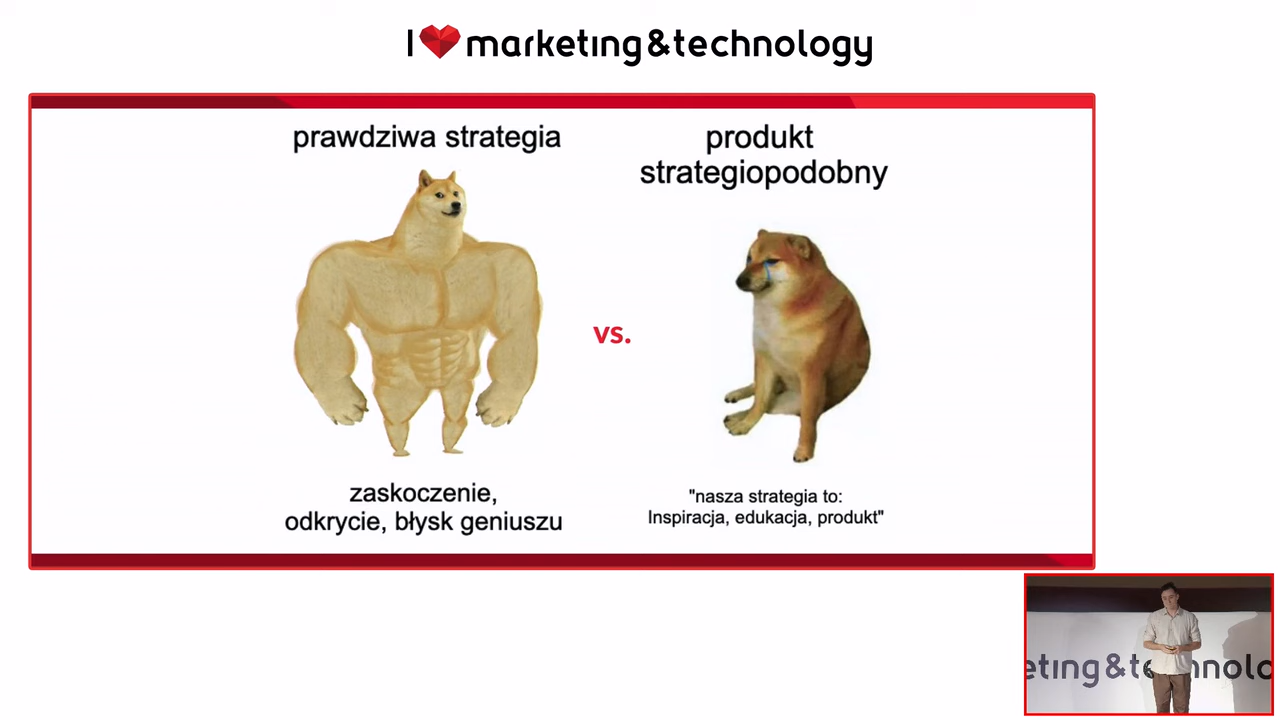 I marketing&technology
prawdziwa strategia
produkt
strategiopodobny
vs.
zaskoczenie,
odkrycie, błysk geniuszu
"nasza strategia to:
Inspiracja, edukacja, produkt"
eting&te hnolo